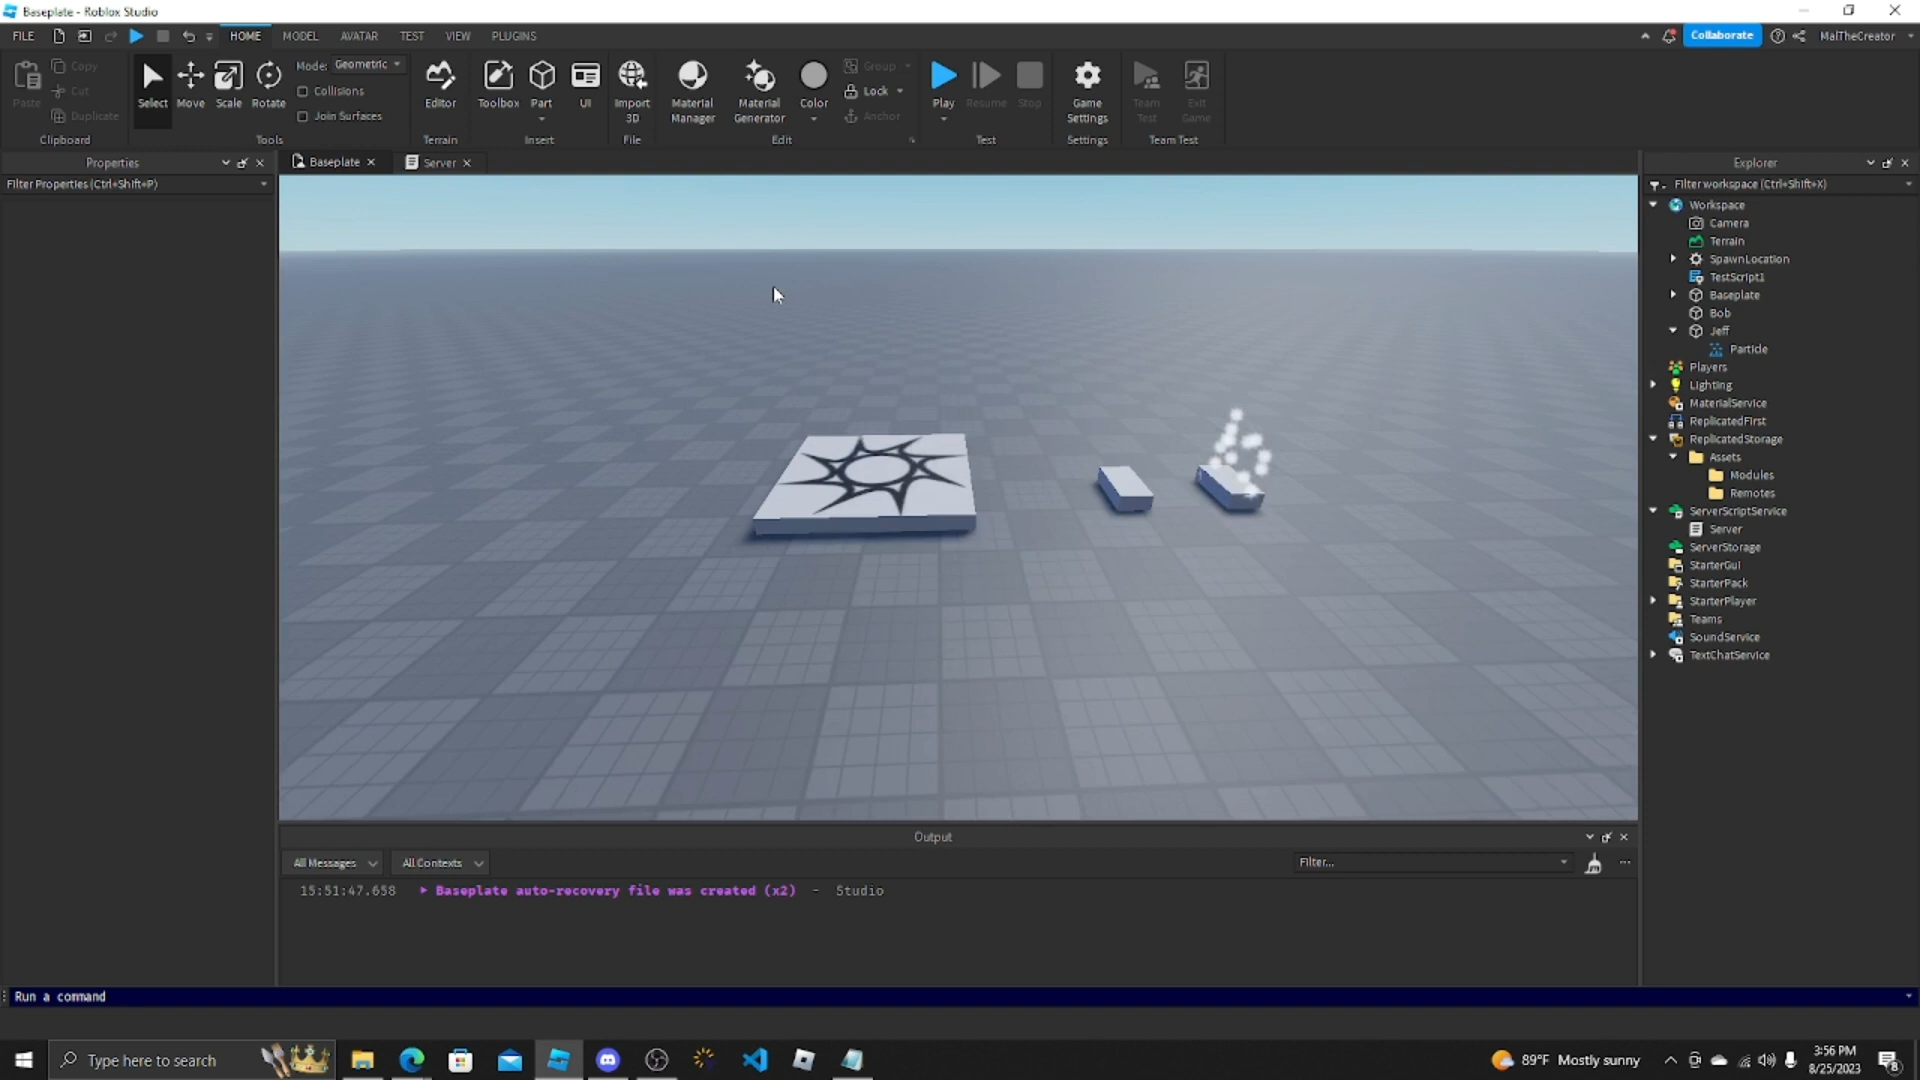 Baseplate - Roblox Studio
FILE HOME MODEL AVATAR TEST VIEW PLUGINS Collaborate MalTheCreator
Paste Copy Cut Duplicate Clipboard
Select Move Scale Rotate Mode: Geometric Collisions Join Surfaces Tools
Editor Terrain
Toolbox Part UI Insert
Import 3D File
Material Manager Material Generator Color Group Lock Anchor Edit
Play Resume Stop Test
Game Settings Settings
Team Test Exit Game Team Test
Properties
Filter Properties (Ctrl+Shift+P)
Baseplate Server
Explorer
Filter workspace (Ctrl+Shift+X)
Workspace
Camera
Terrain
SpawnLocation
TestScript1
Baseplate
Bob
Jeff
Particle
Players
Lighting
MaterialService
ReplicatedFirst
ReplicatedStorage
Assets
Modules
Remotes
ServerScriptService
Server
ServerStorage
StarterGui
StarterPack
StarterPlayer
Teams
SoundService
TextChatService
Output
All Messages All Contexts Filter...
15:51:47.658 Baseplate auto-recovery file was created (x2) - Studio
Run a command
Type here to search
89°F Mostly sunny
3:56 PM
8/25/2023
8